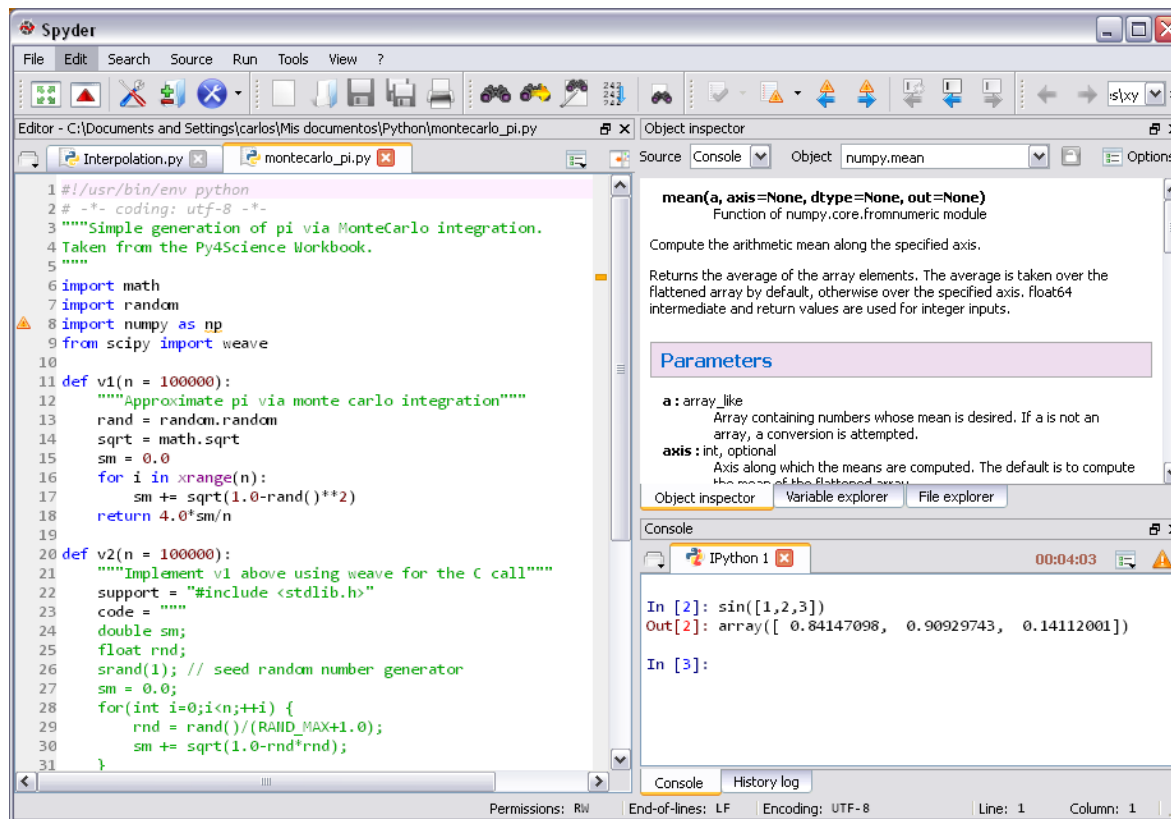 Spyder
File Edit Search Source Run Tools View ?
s\xy
Editor - C:\Documents and Settings\carlos\Mis documentos\Python\montecarlo_pi.py
Interpolation.py montecarlo_pi.py
1 #!/usr/bin/env python
2 # -*- coding: utf-8 -*-
3 """Simple generation of pi via MonteCarlo integration.
4 Taken from the Py4Science Workbook.
5 """
6 import math
7 import random
8 import numpy as np
9 from scipy import weave
10
11 def v1(n = 100000):
12     """Approximate pi via monte carlo integration"""
13     rand = random.random
14     sqrt = math.sqrt
15     sm = 0.0
16     for i in xrange(n):
17         sm += sqrt(1.0-rand()**2)
18     return 4.0*sm/n
19
20 def v2(n = 100000):
21     """Implement v1 above using weave for the C call"""
22     support = "#include <stdlib.h>"
23     code = """
24     double sm;
25     float rnd;
26     srand(1); // seed random number generator
27     sm = 0.0;
28     for(int i=0;i<n;++i) {
29         rnd = rand()/(RAND_MAX+1.0);
30         sm += sqrt(1.0-rnd*rnd);
31     }
Object inspector
Source Console Object numpy.mean Options
mean(a, axis=None, dtype=None, out=None)
Function of numpy.core.fromnumeric module
Compute the arithmetic mean along the specified axis.
Returns the average of the array elements. The average is taken over the
flattened array by default, otherwise over the specified axis. float64
intermediate and return values are used for integer inputs.
Parameters
a : array_like
Array containing numbers whose mean is desired. If a is not an
array, a conversion is attempted.
axis : int, optional
Axis along which the means are computed. The default is to compute
the mean of the flattened array.
Object inspector Variable explorer File explorer
Console
IPython 1 00:04:03
In [2]: sin([1,2,3])
Out[2]: array([ 0.84147098,  0.90929743,  0.14112001])
In [3]:
Console History log
Permissions: RW End-of-lines: LF Encoding: UTF-8 Line: 1 Column: 1